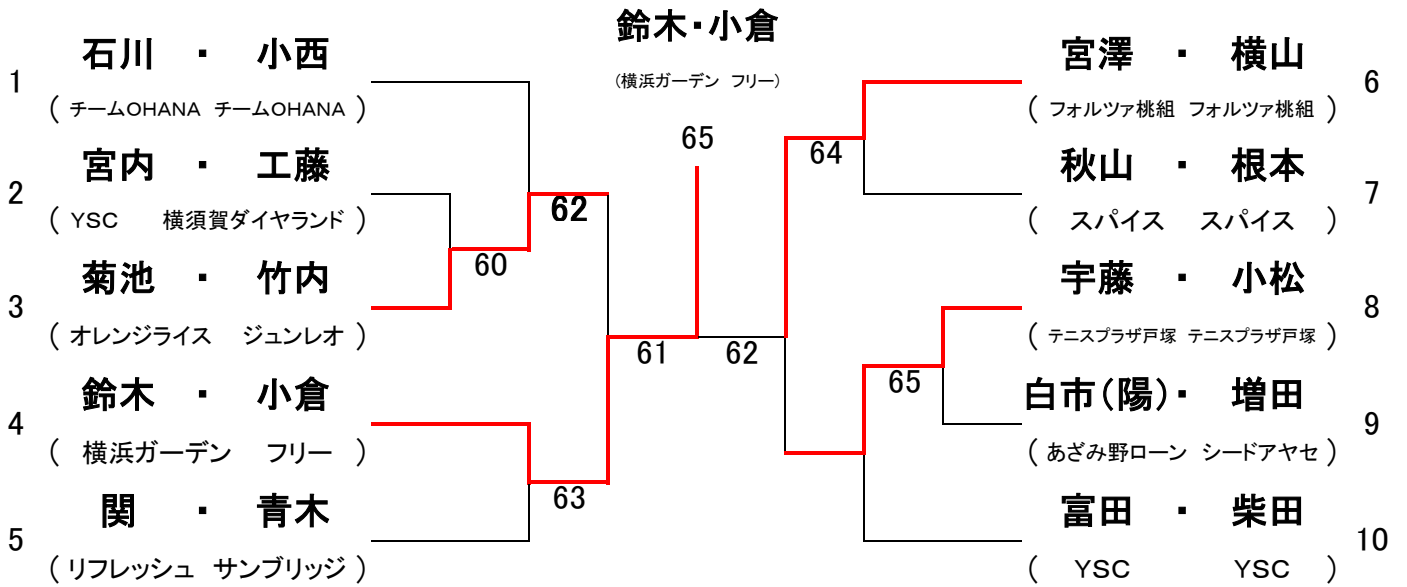 鈴木・小倉
(横浜ガーデン フリー)
65
1
石川 ・ 小西
( チームOHANA チームOHANA )
2
宮内 ・ 工藤
( YSC 横須賀ダイヤランド )
3
菊池 ・ 竹内
( オレンジライス ジュンレオ )
4
鈴木 ・ 小倉
( 横浜ガーデン フリー )
5
関 ・ 青木
( リフレッシュ サンブリッジ )
62
60
63
61
62
64
65
宮澤 ・ 横山
6
( フォルツァ桃組 フォルツァ桃組 )
秋山 ・ 根本
7
( スパイス スパイス )
宇藤 ・ 小松
8
( テニスプラザ戸塚 テニスプラザ戸塚 )
白市(陽)・ 増田
9
( あざみ野ローン シードアヤセ )
富田 ・ 柴田
10
( YSC YSC )